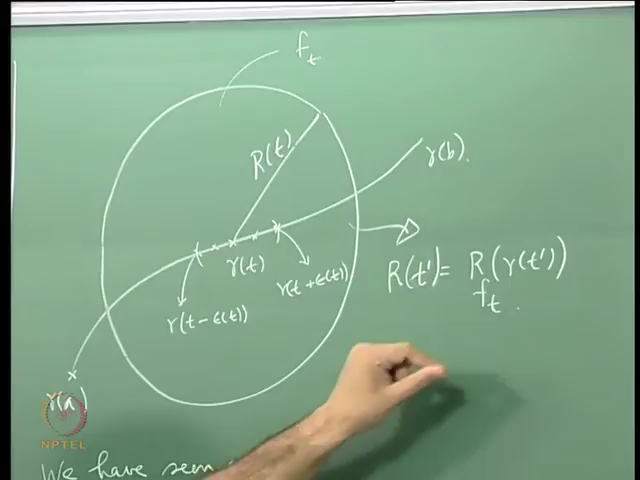 f_t
R(t)
γ(b).
γ(t)
γ(t+ε(t))
γ(t-ε(t))
R(t') = R_{f_t}(γ(t')).
γ(a)
NPTEL
We have seen